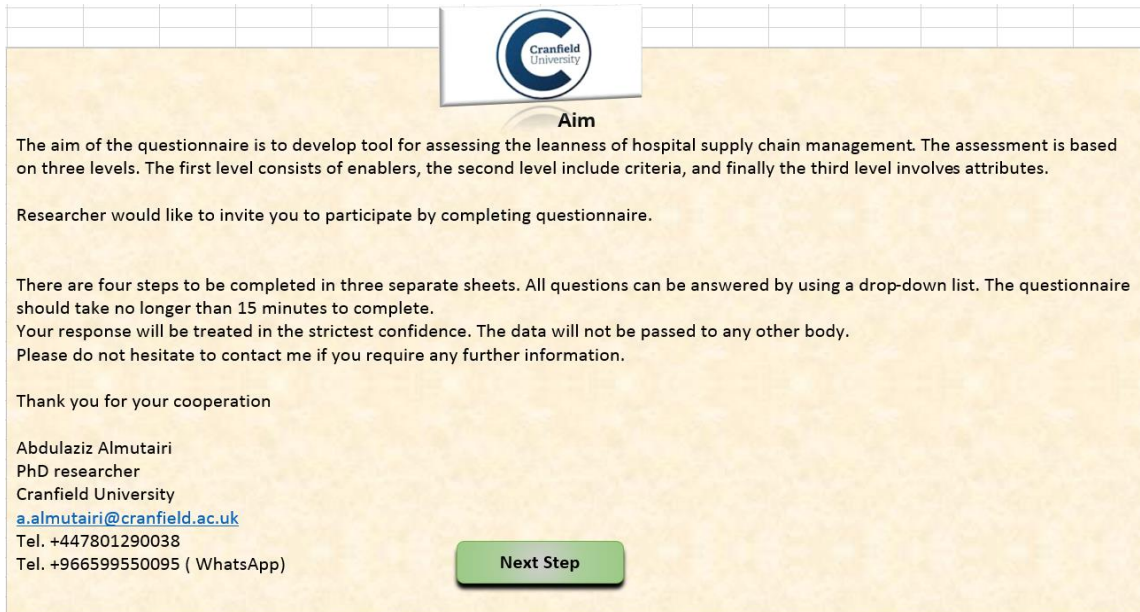 Cranfield
University
Aim
The aim of the questionnaire is to develop tool for assessing the leanness of hospital supply chain management. The assessment is based
on three levels. The first level consists of enablers, the second level include criteria, and finally the third level involves attributes.
Researcher would like to invite you to participate by completing questionnaire.
There are four steps to be completed in three separate sheets. All questions can be answered by using a drop-down list. The questionnaire
should take no longer than 15 minutes to complete.
Your response will be treated in the strictest confidence. The data will not be passed to any other body.
Please do not hesitate to contact me if you require any further information.
Thank you for your cooperation
Abdulaziz Almutairi
PhD researcher
Cranfield University
a.almutairi@cranfield.ac.uk
Tel. +447801290038
Tel. +966599550095 ( WhatsApp)
Next Step